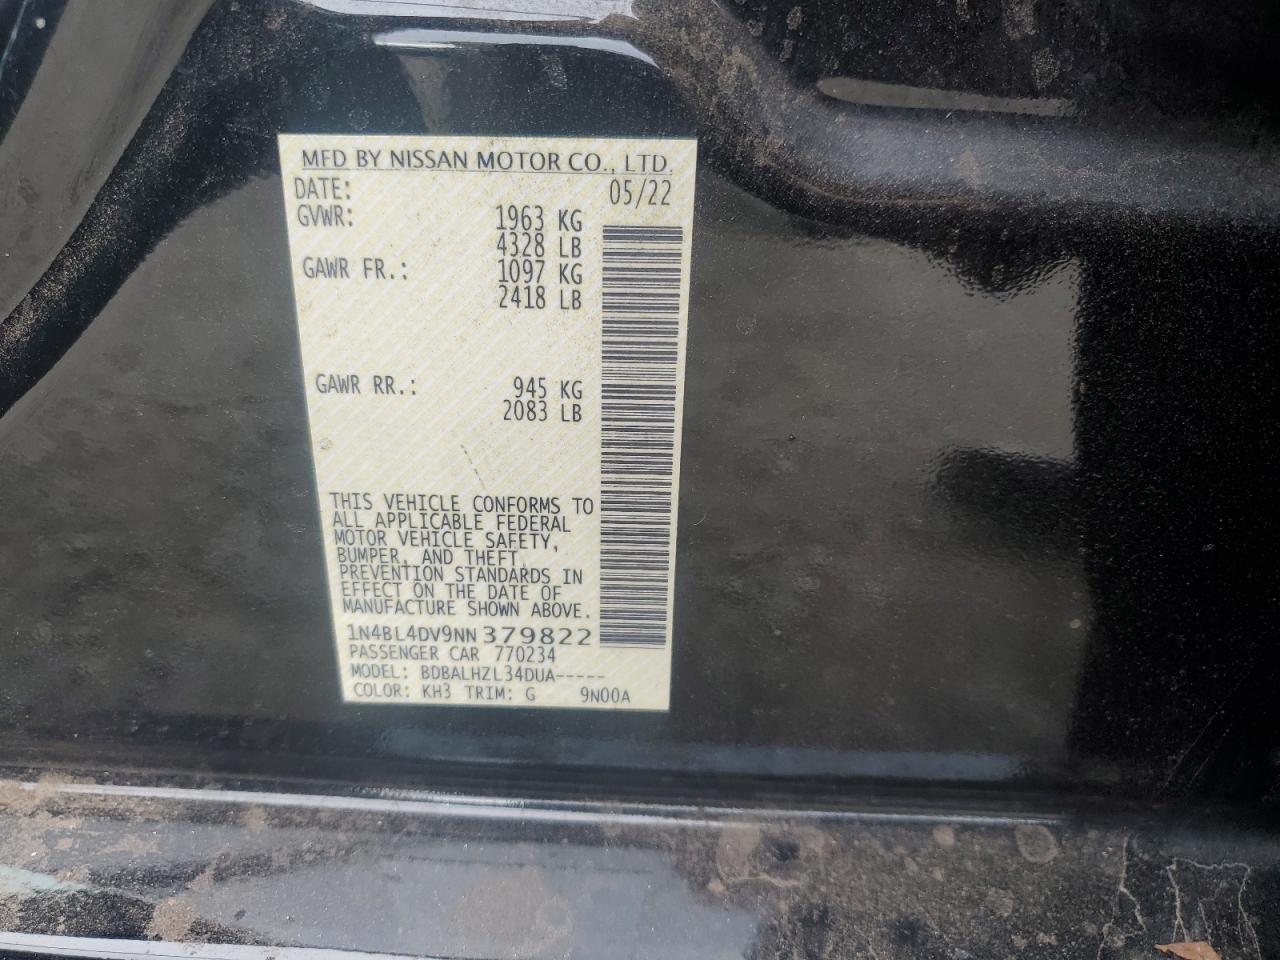 MFD BY NISSAN MOTOR CO., LTD.
DATE: 05/22
GVWR: 1963 KG
4328 LB
GAWR FR.: 1097 KG
2418 LB
GAWR RR.: 945 KG
2083 LB
THIS VEHICLE CONFORMS TO
ALL APPLICABLE FEDERAL
MOTOR VEHICLE SAFETY,
BUMPER, AND THEFT
PREVENTION STANDARDS IN
EFFECT ON THE DATE OF
MANUFACTURE SHOWN ABOVE.
1N4BL4DV9NN379822
PASSENGER CAR 770234
MODEL: BDBALHZL34DUA-----
COLOR: KH3 TRIM: G 9N00A